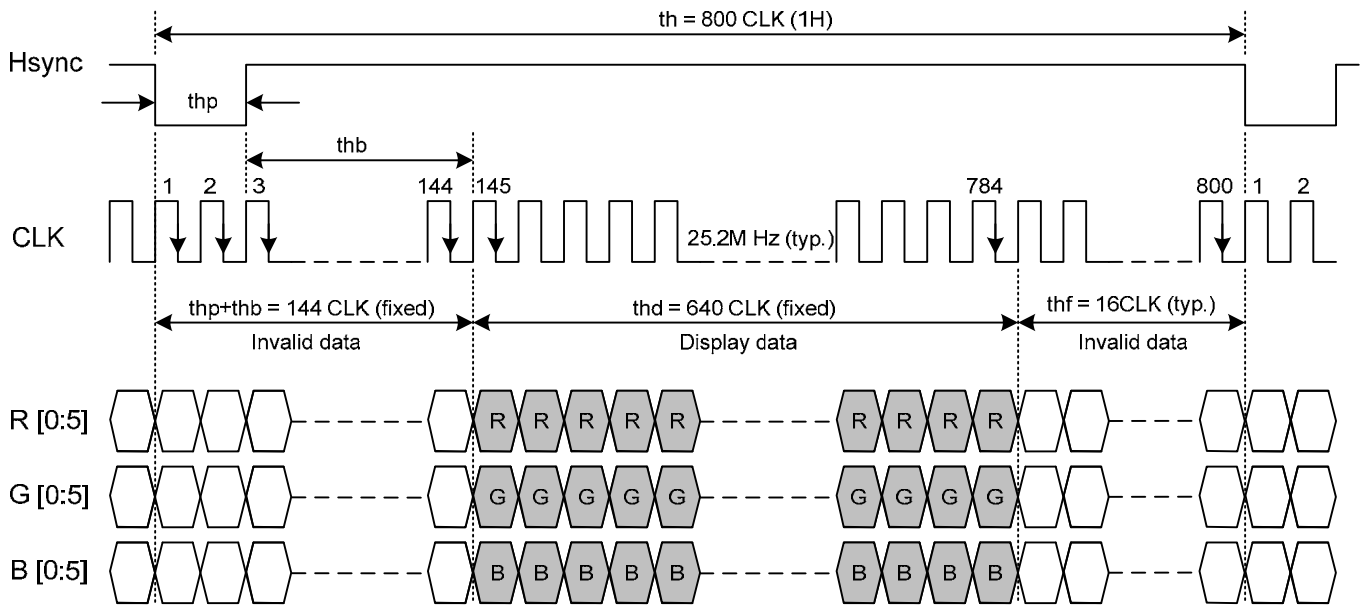 th = 800 CLK (1H)
Hsync
thp
thb
1 2 3 144 145 784 800 1 2
CLK
25.2M Hz (typ.)
thp+thb = 144 CLK (fixed) thd = 640 CLK (fixed) thf = 16CLK (typ.)
Invalid data Display data Invalid data
R [0:5] R R R R R R R R R
G [0:5] G G G G G G G G G
B [0:5] B B B B B B B B B